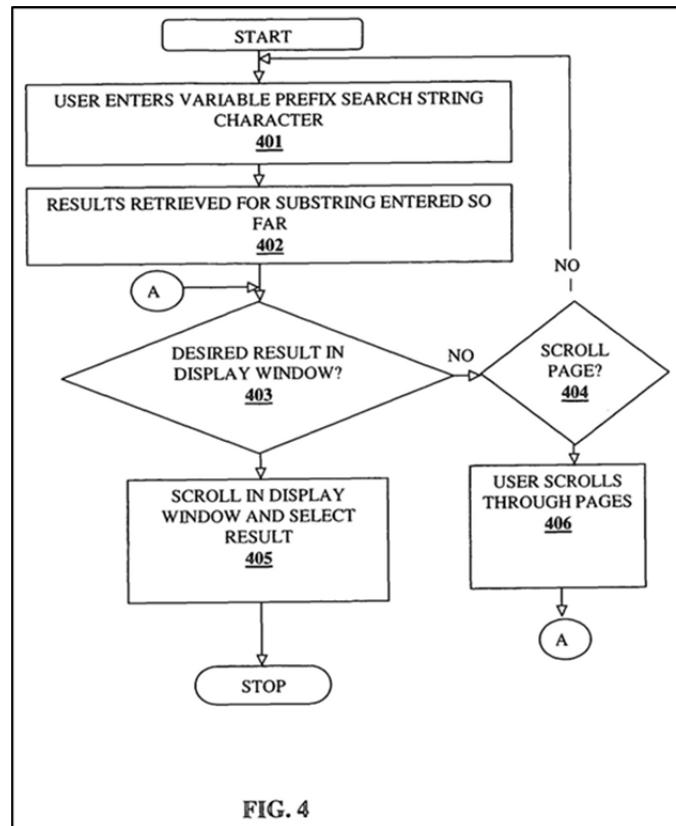 START
USER ENTERS VARIABLE PREFIX SEARCH STRING
CHARACTER
401
RESULTS RETRIEVED FOR SUBSTRING ENTERED SO
FAR
402
A
NO
DESIRED RESULT IN
DISPLAY WINDOW?
403
NO
SCROLL
PAGE?
404
SCROLL IN DISPLAY
WINDOW AND SELECT
RESULT
405
USER SCROLLS
THROUGH PAGES
406
A
STOP
FIG. 4